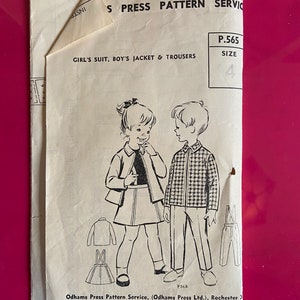 S PRESS PATTERN SERVIC
P.565
SIZE
4
GIRL'S SUIT, BOY'S JACKET & TROUSERS
P565
Odhams Press Pattern Service, (Odhams Press Ltd.), Rochester